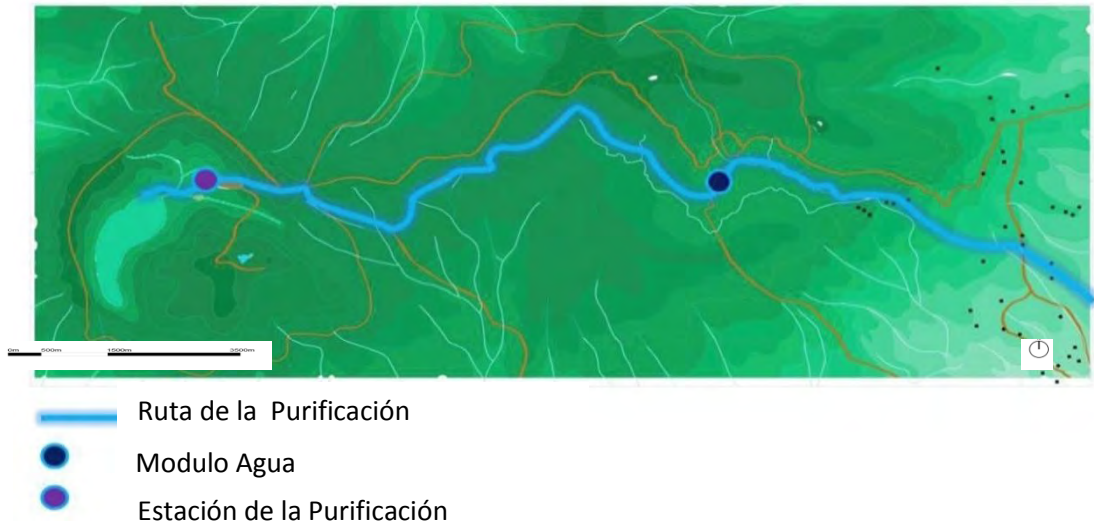 0m 500m 1500m 3500m
Ruta de la Purificación
Modulo Agua
Estación de la Purificación